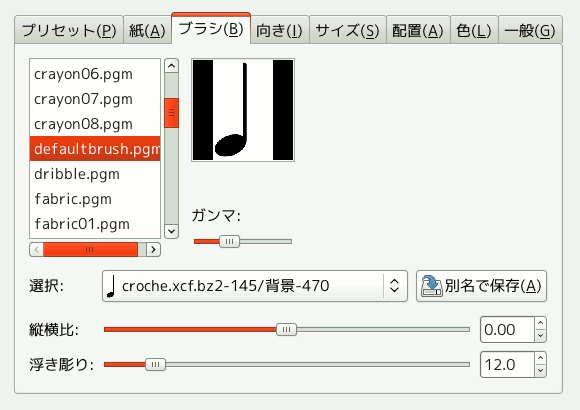 プリセット(P) 紙(A) ブラシ(B) 向き(I) サイズ(S) 配置(A) 色(L) 一般(G)
crayon06.pgm
crayon07.pgm
crayon08.pgm
defaultbrush.pgm
dribble.pgm
fabric.pgm
fabric01.pgm
ガンマ:
選択: croche.xcf.bz2-145/背景-470 別名で保存(A)
縦横比: 0.00
浮き彫り: 12.0